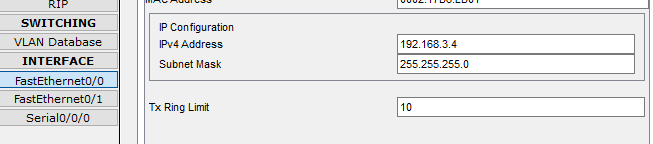 RIP
SWITCHING
VLAN Database
INTERFACE
FastEthernet0/0
FastEthernet0/1
Serial0/0/0
MAC Address
IP Configuration
IPv4 Address 192.168.3.4
Subnet Mask 255.255.255.0
Tx Ring Limit 10